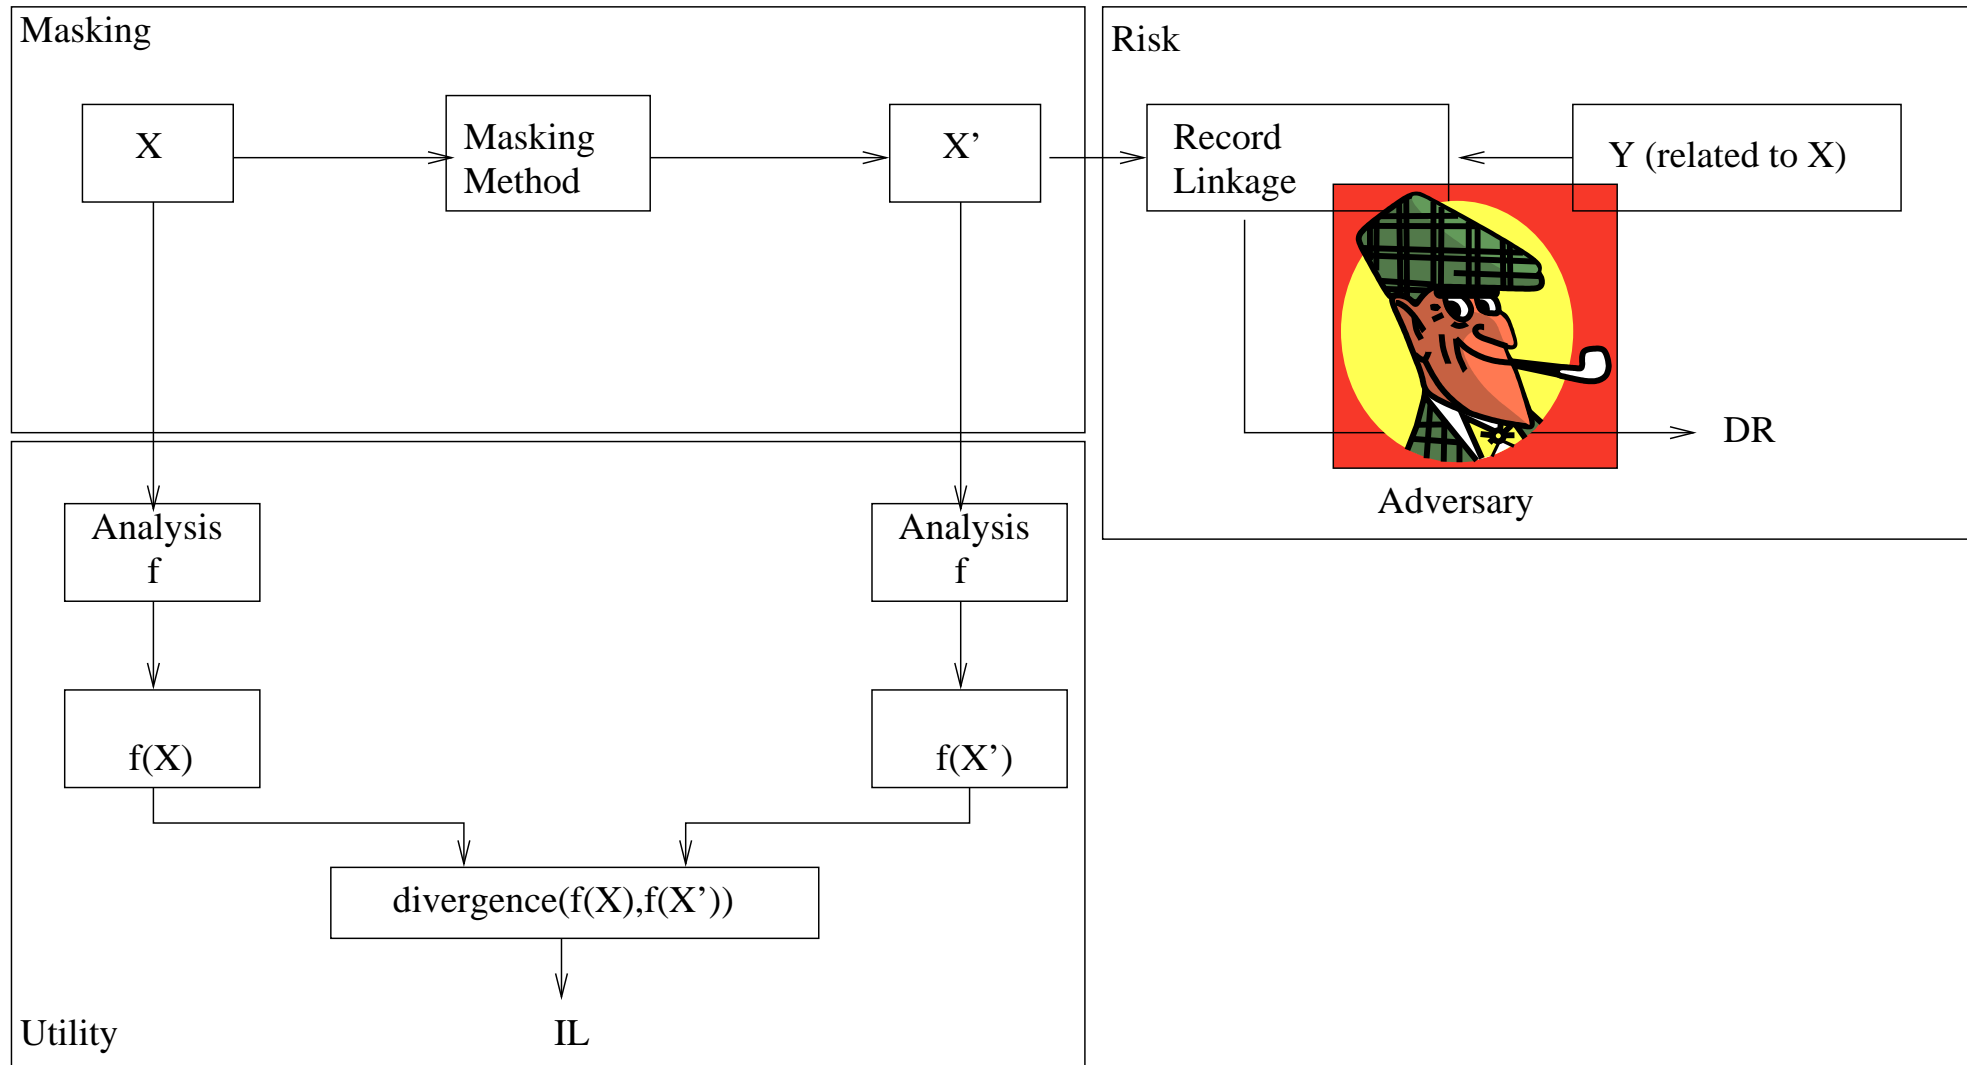 Masking
X
Masking
Method
X’
Risk
Record
Linkage
Y (related to X)
DR
Adversary
Analysis
f
Analysis
f
f(X)
f(X’)
divergence(f(X),f(X’))
IL
Utility